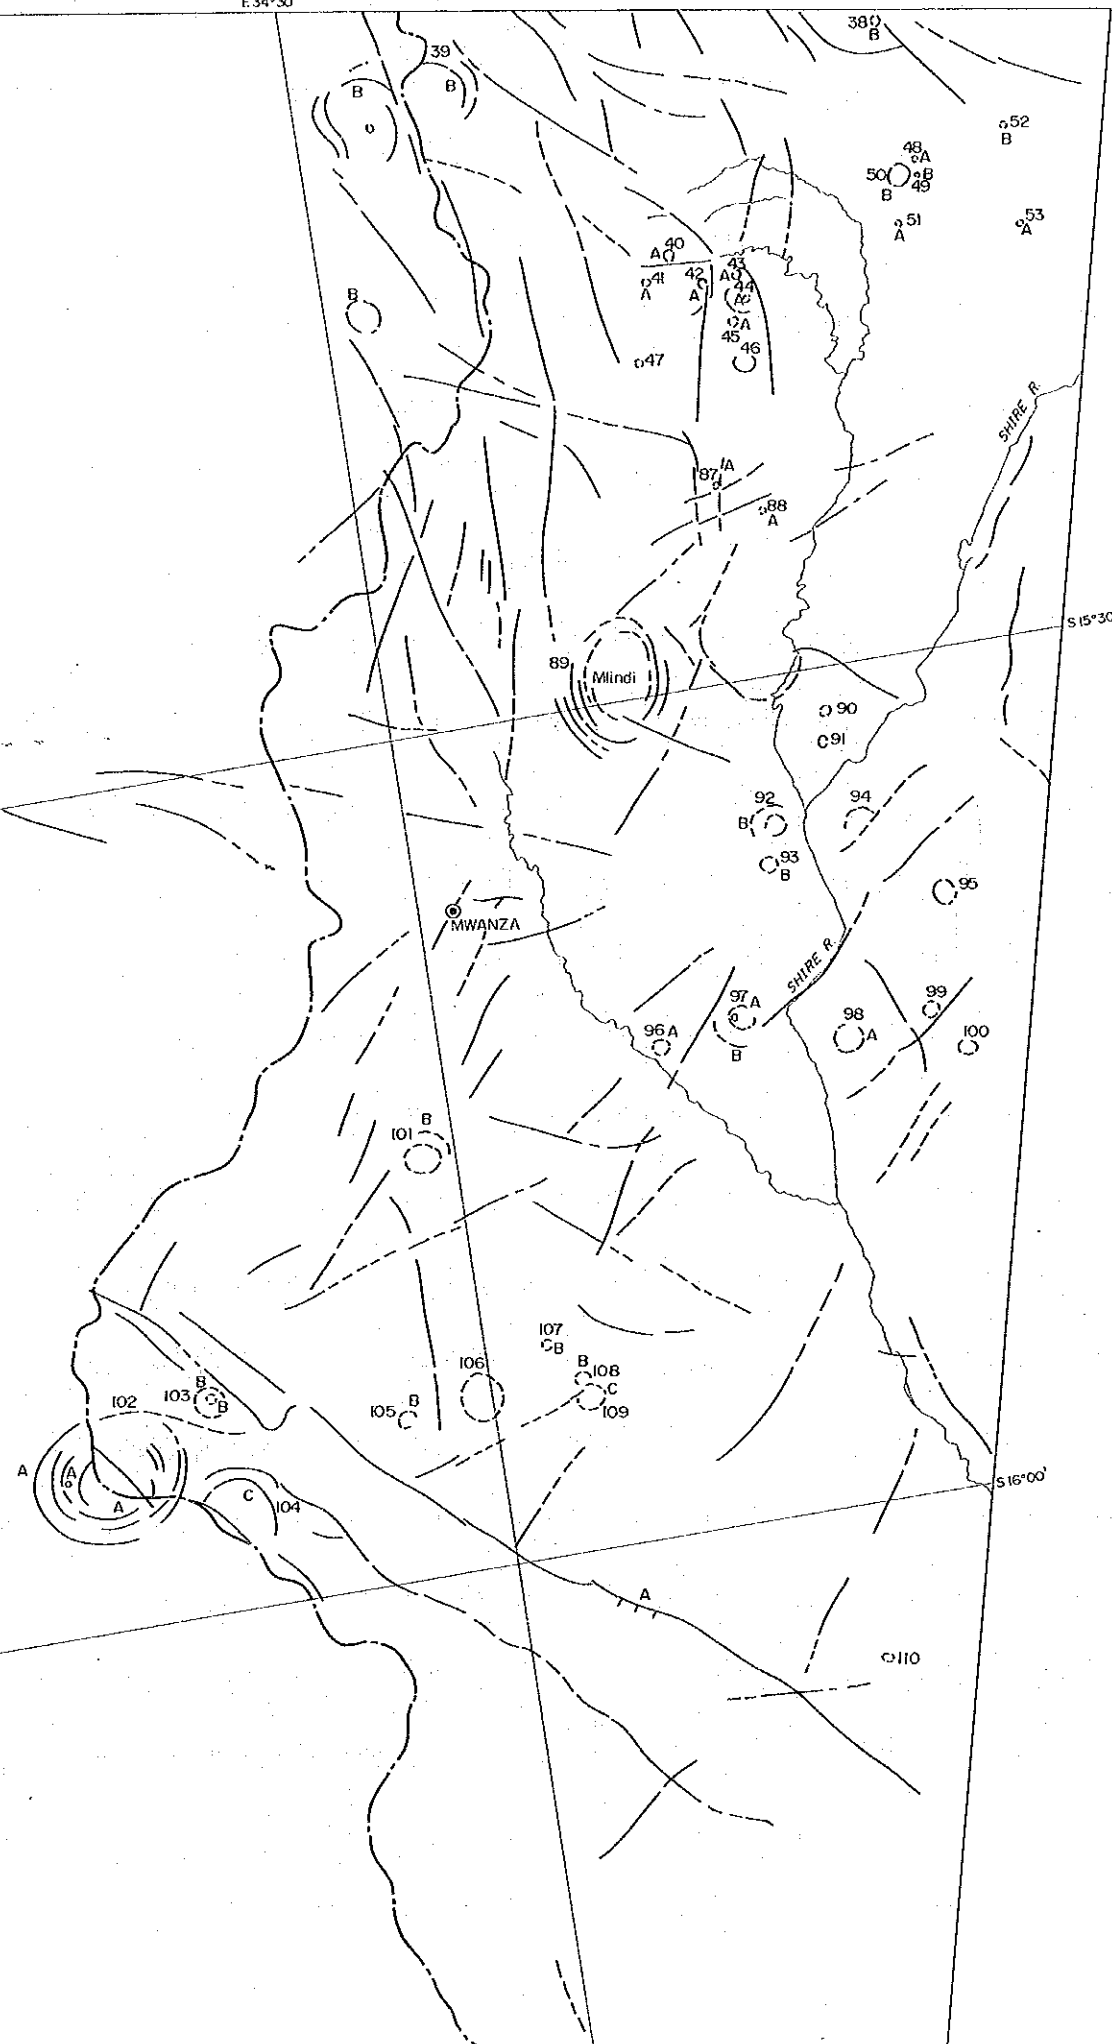 E 34°30'
38
B
39
B
B
52
B
48
A
50
B
49
B
51
A
53
A
40
A
41
A
42
A
43
A
44
A
A
45
46
47
B
SHIRE R.
87
A
88
A
S 15°30
89
Mlindi
90
91
92
B
94
93
B
95
MWANZA
SHIRE R.
97
A
B
96 A
98
A
99
100
B
101
107
B
106
B
108
C
109
B
105
B
103
B
102
A
A
A
C
104
S 16°00'
A
110